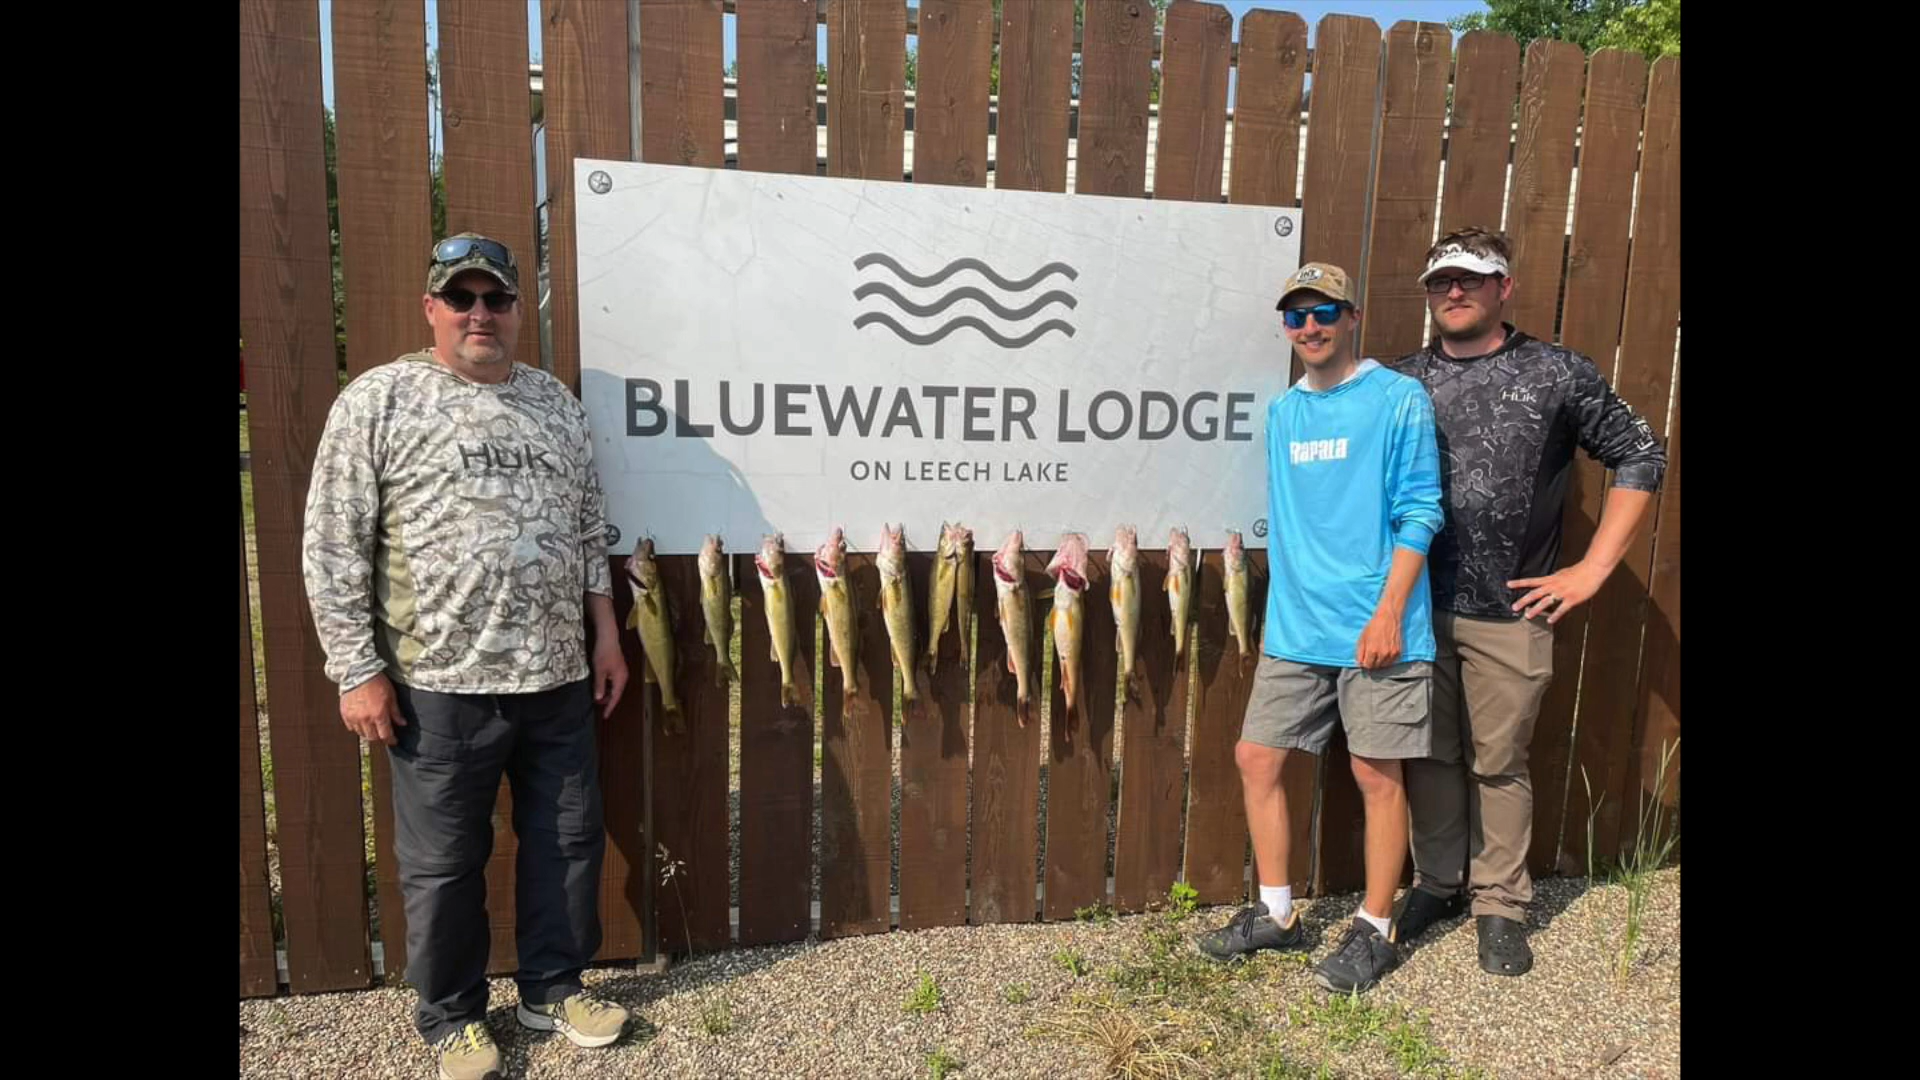 BLUEWATER LODGE
ON LEECH LAKE
HUK
Rapala
HUK